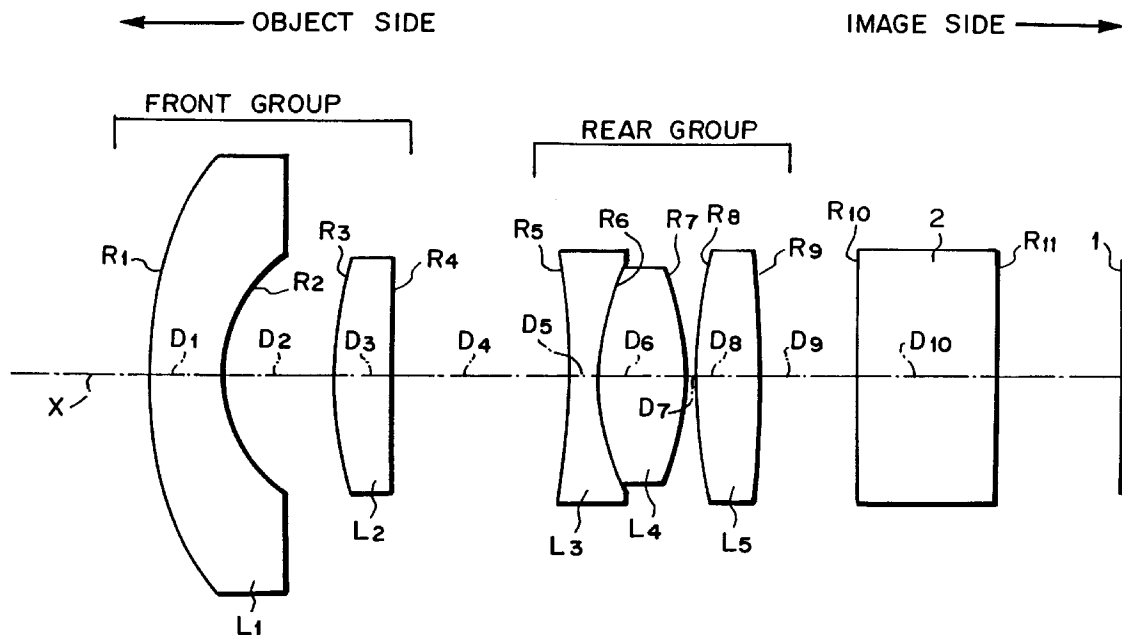 OBJECT SIDE IMAGE SIDE
FRONT GROUP
REAR GROUP
R1 R2 R3 R4 R5 R6 R7 R8 R9 R10 2 R11 1
D1 D2 D3 D4 D5 D6 D7 D8 D9 D10
X
L1 L2 L3 L4 L5